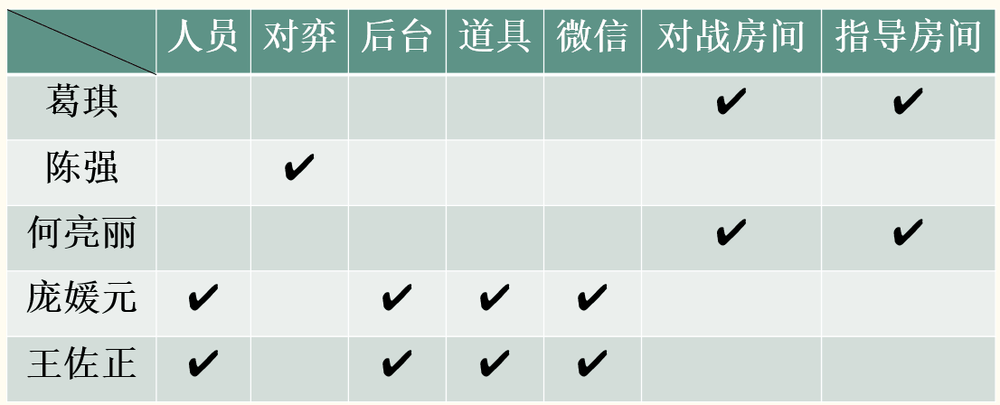 人员 对弈 后台 道具 微信 对战房间 指导房间
葛琪 ✔ ✔
陈强 ✔
何亮丽 ✔ ✔
庞媛元 ✔ ✔ ✔ ✔
王佐正 ✔ ✔ ✔ ✔